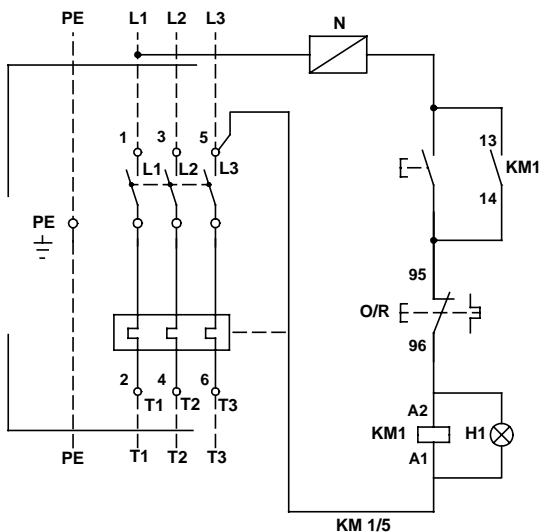 PE L1 L2 L3 N
1 3 5
L1 L2 L3
13
KM1
14
PE
95
O/R
96
2 4 6
T1 T2 T3
A2
KM1 H1
A1
PE T1 T2 T3
KM 1/5